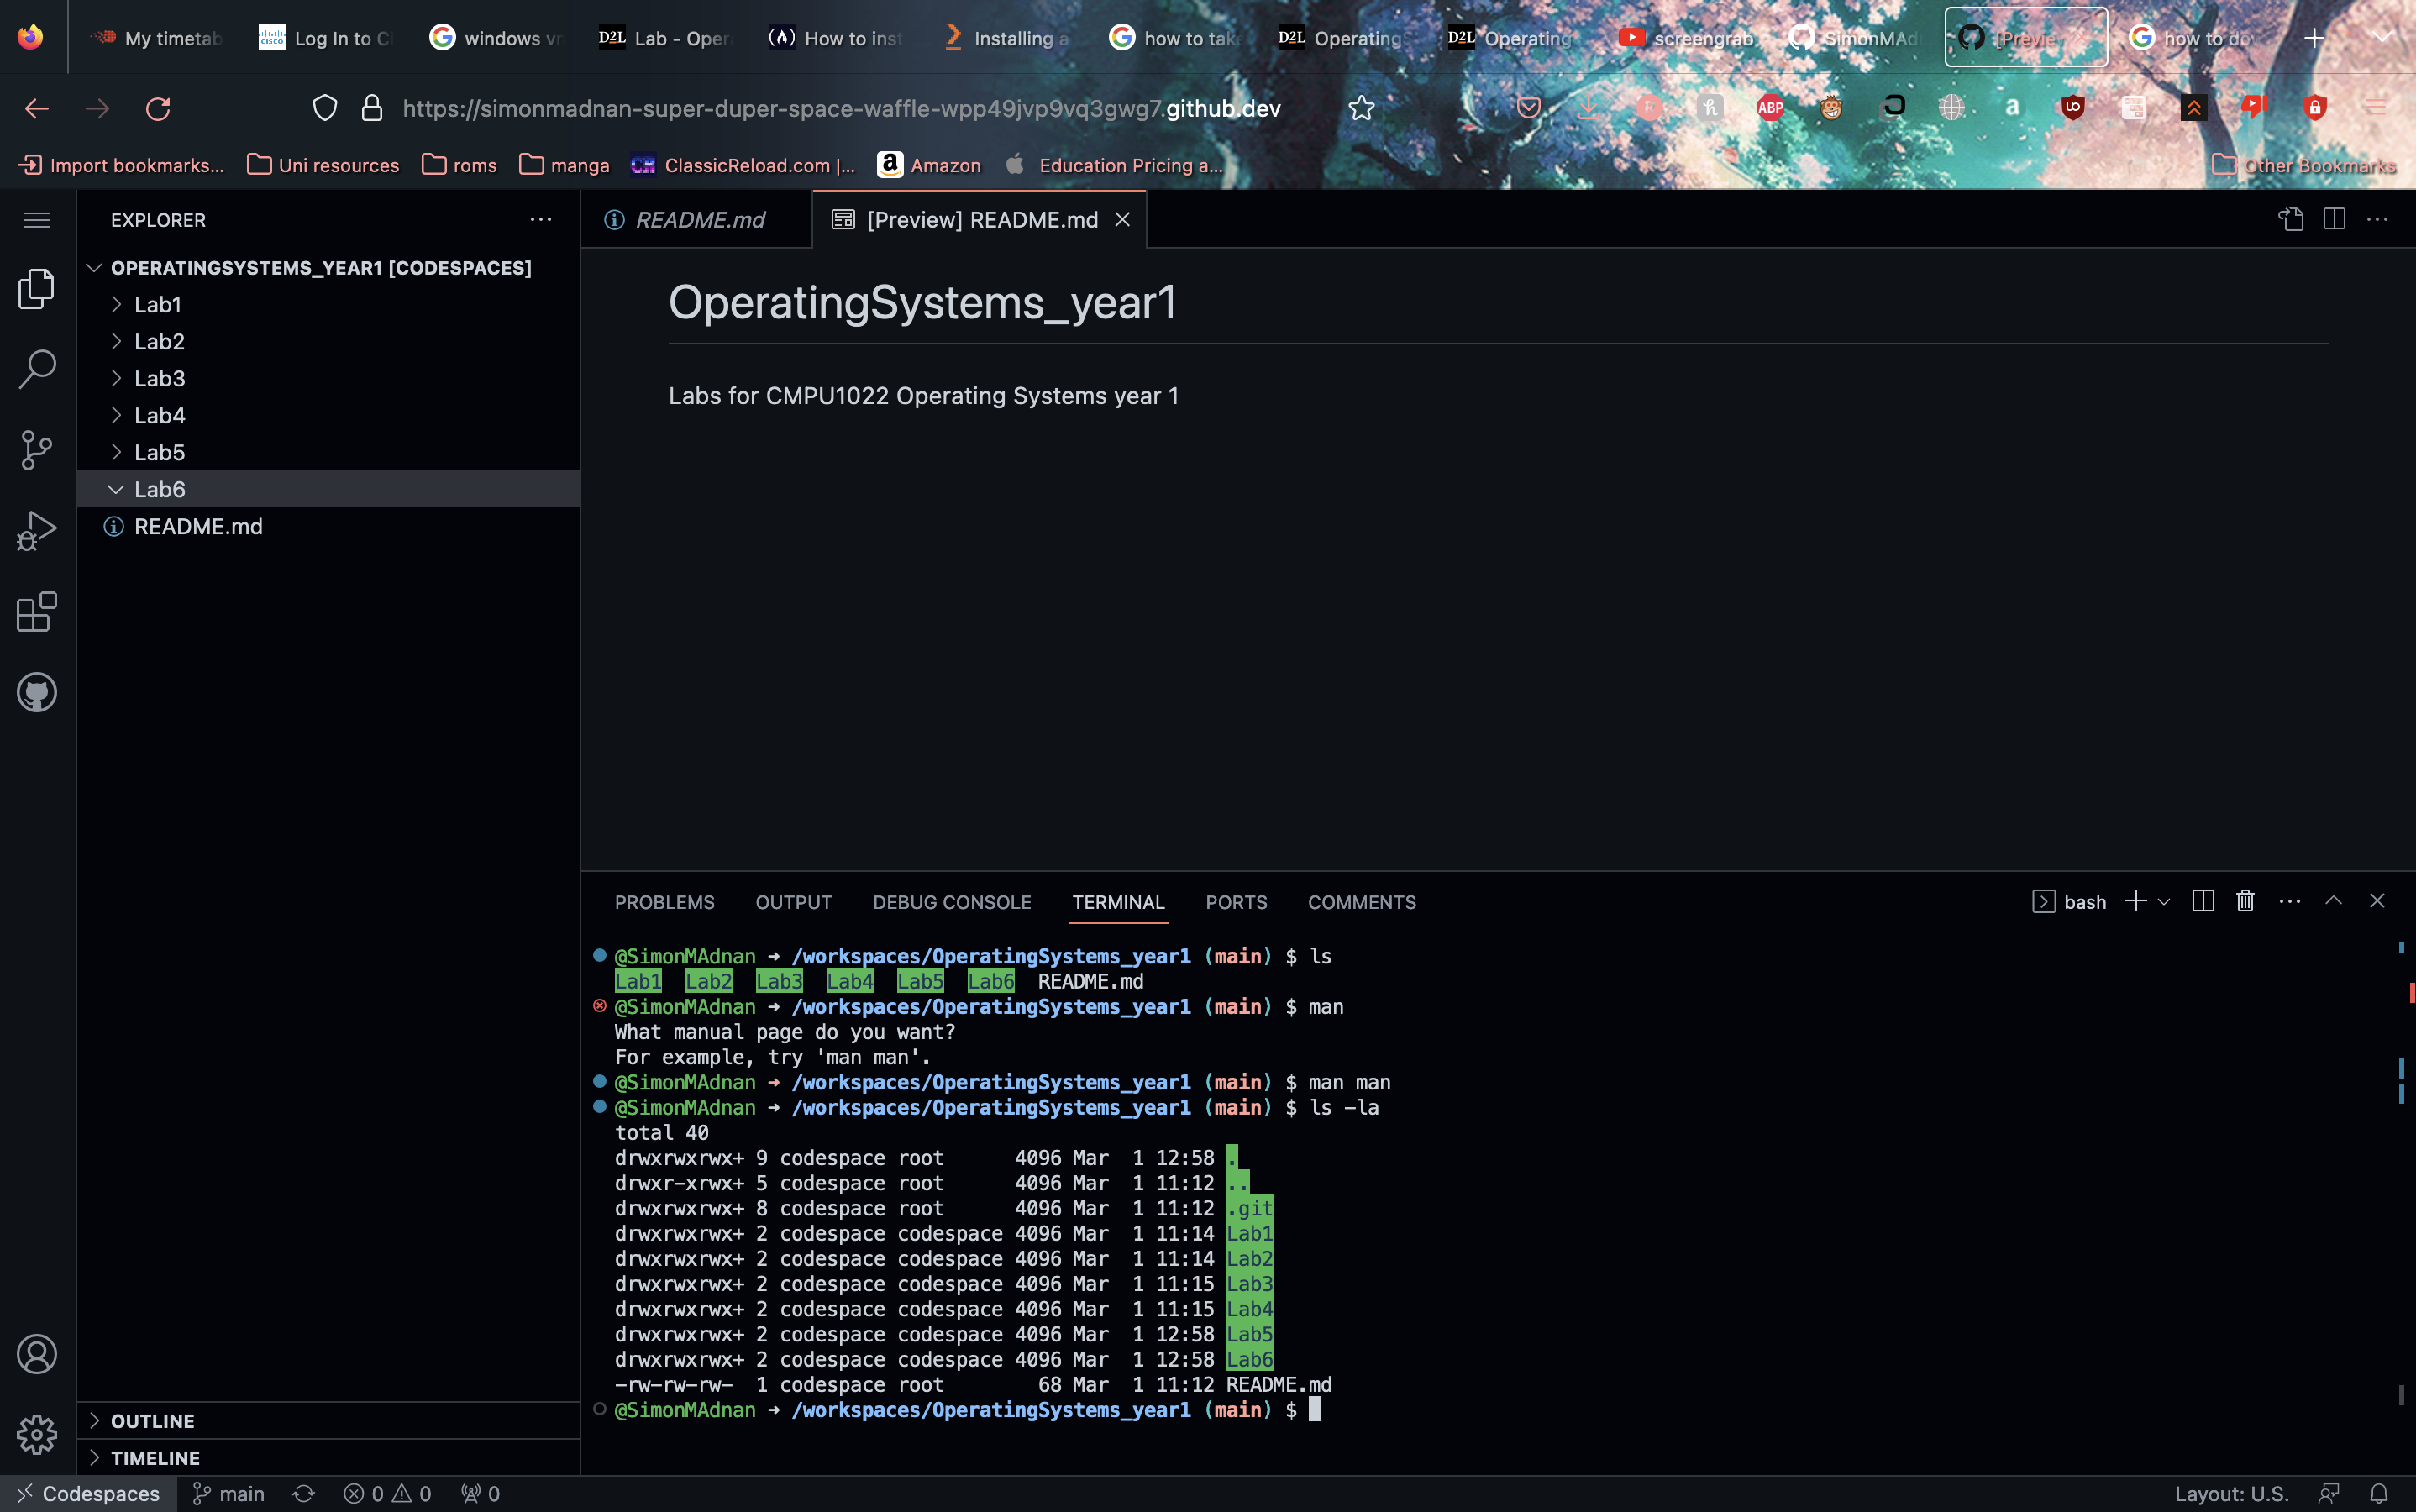 My timetab
Log In to Ci
windows vr
D2L Lab - Oper
How to inst
Installing a
how to take
D2L OperatingS
D2L Operating
screengrab
SimonMAd
[Previe
how to dov
https://simonmadnan-super-duper-space-waffle-wpp49jvp9vq3gwg7.github.dev
ABP
Import bookmarks...
Uni resources
roms
manga
ClassicReload.com |...
Amazon
Education Pricing a...
Other Bookmarks
EXPLORER
OPERATINGSYSTEMS_YEAR1 [CODESPACES]
Lab1
Lab2
Lab3
Lab4
Lab5
Lab6
README.md
OUTLINE
TIMELINE
README.md
[Preview] README.md
OperatingSystems_year1
Labs for CMPU1022 Operating Systems year 1
PROBLEMS OUTPUT DEBUG CONSOLE TERMINAL PORTS COMMENTS
bash
@SimonMAdnan → /workspaces/OperatingSystems_year1 (main) $ ls
Lab1 Lab2 Lab3 Lab4 Lab5 Lab6 README.md
@SimonMAdnan → /workspaces/OperatingSystems_year1 (main) $ man
What manual page do you want?
For example, try 'man man'.
@SimonMAdnan → /workspaces/OperatingSystems_year1 (main) $ man man
@SimonMAdnan → /workspaces/OperatingSystems_year1 (main) $ ls -la
total 40
drwxrwxrwx+ 9 codespace root 4096 Mar 1 12:58 .
drwxr-xrwx+ 5 codespace root 4096 Mar 1 11:12 ..
drwxrwxrwx+ 8 codespace root 4096 Mar 1 11:12 .git
drwxrwxrwx+ 2 codespace codespace 4096 Mar 1 11:14 Lab1
drwxrwxrwx+ 2 codespace codespace 4096 Mar 1 11:14 Lab2
drwxrwxrwx+ 2 codespace codespace 4096 Mar 1 11:15 Lab3
drwxrwxrwx+ 2 codespace codespace 4096 Mar 1 11:15 Lab4
drwxrwxrwx+ 2 codespace codespace 4096 Mar 1 12:58 Lab5
drwxrwxrwx+ 2 codespace codespace 4096 Mar 1 12:58 Lab6
-rw-rw-rw- 1 codespace root 68 Mar 1 11:12 README.md
@SimonMAdnan → /workspaces/OperatingSystems_year1 (main) $
Codespaces main 0 0 0
Layout: U.S.